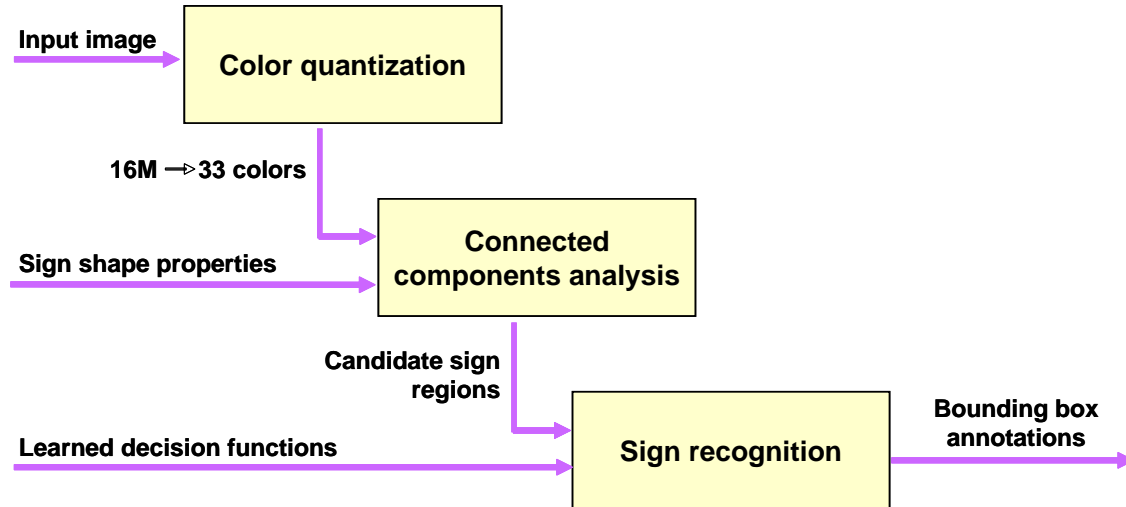 Input image
Color quantization
16M → 33 colors
Connected
components analysis
Sign shape properties
Candidate sign
regions
Bounding box
annotations
Learned decision functions
Sign recognition